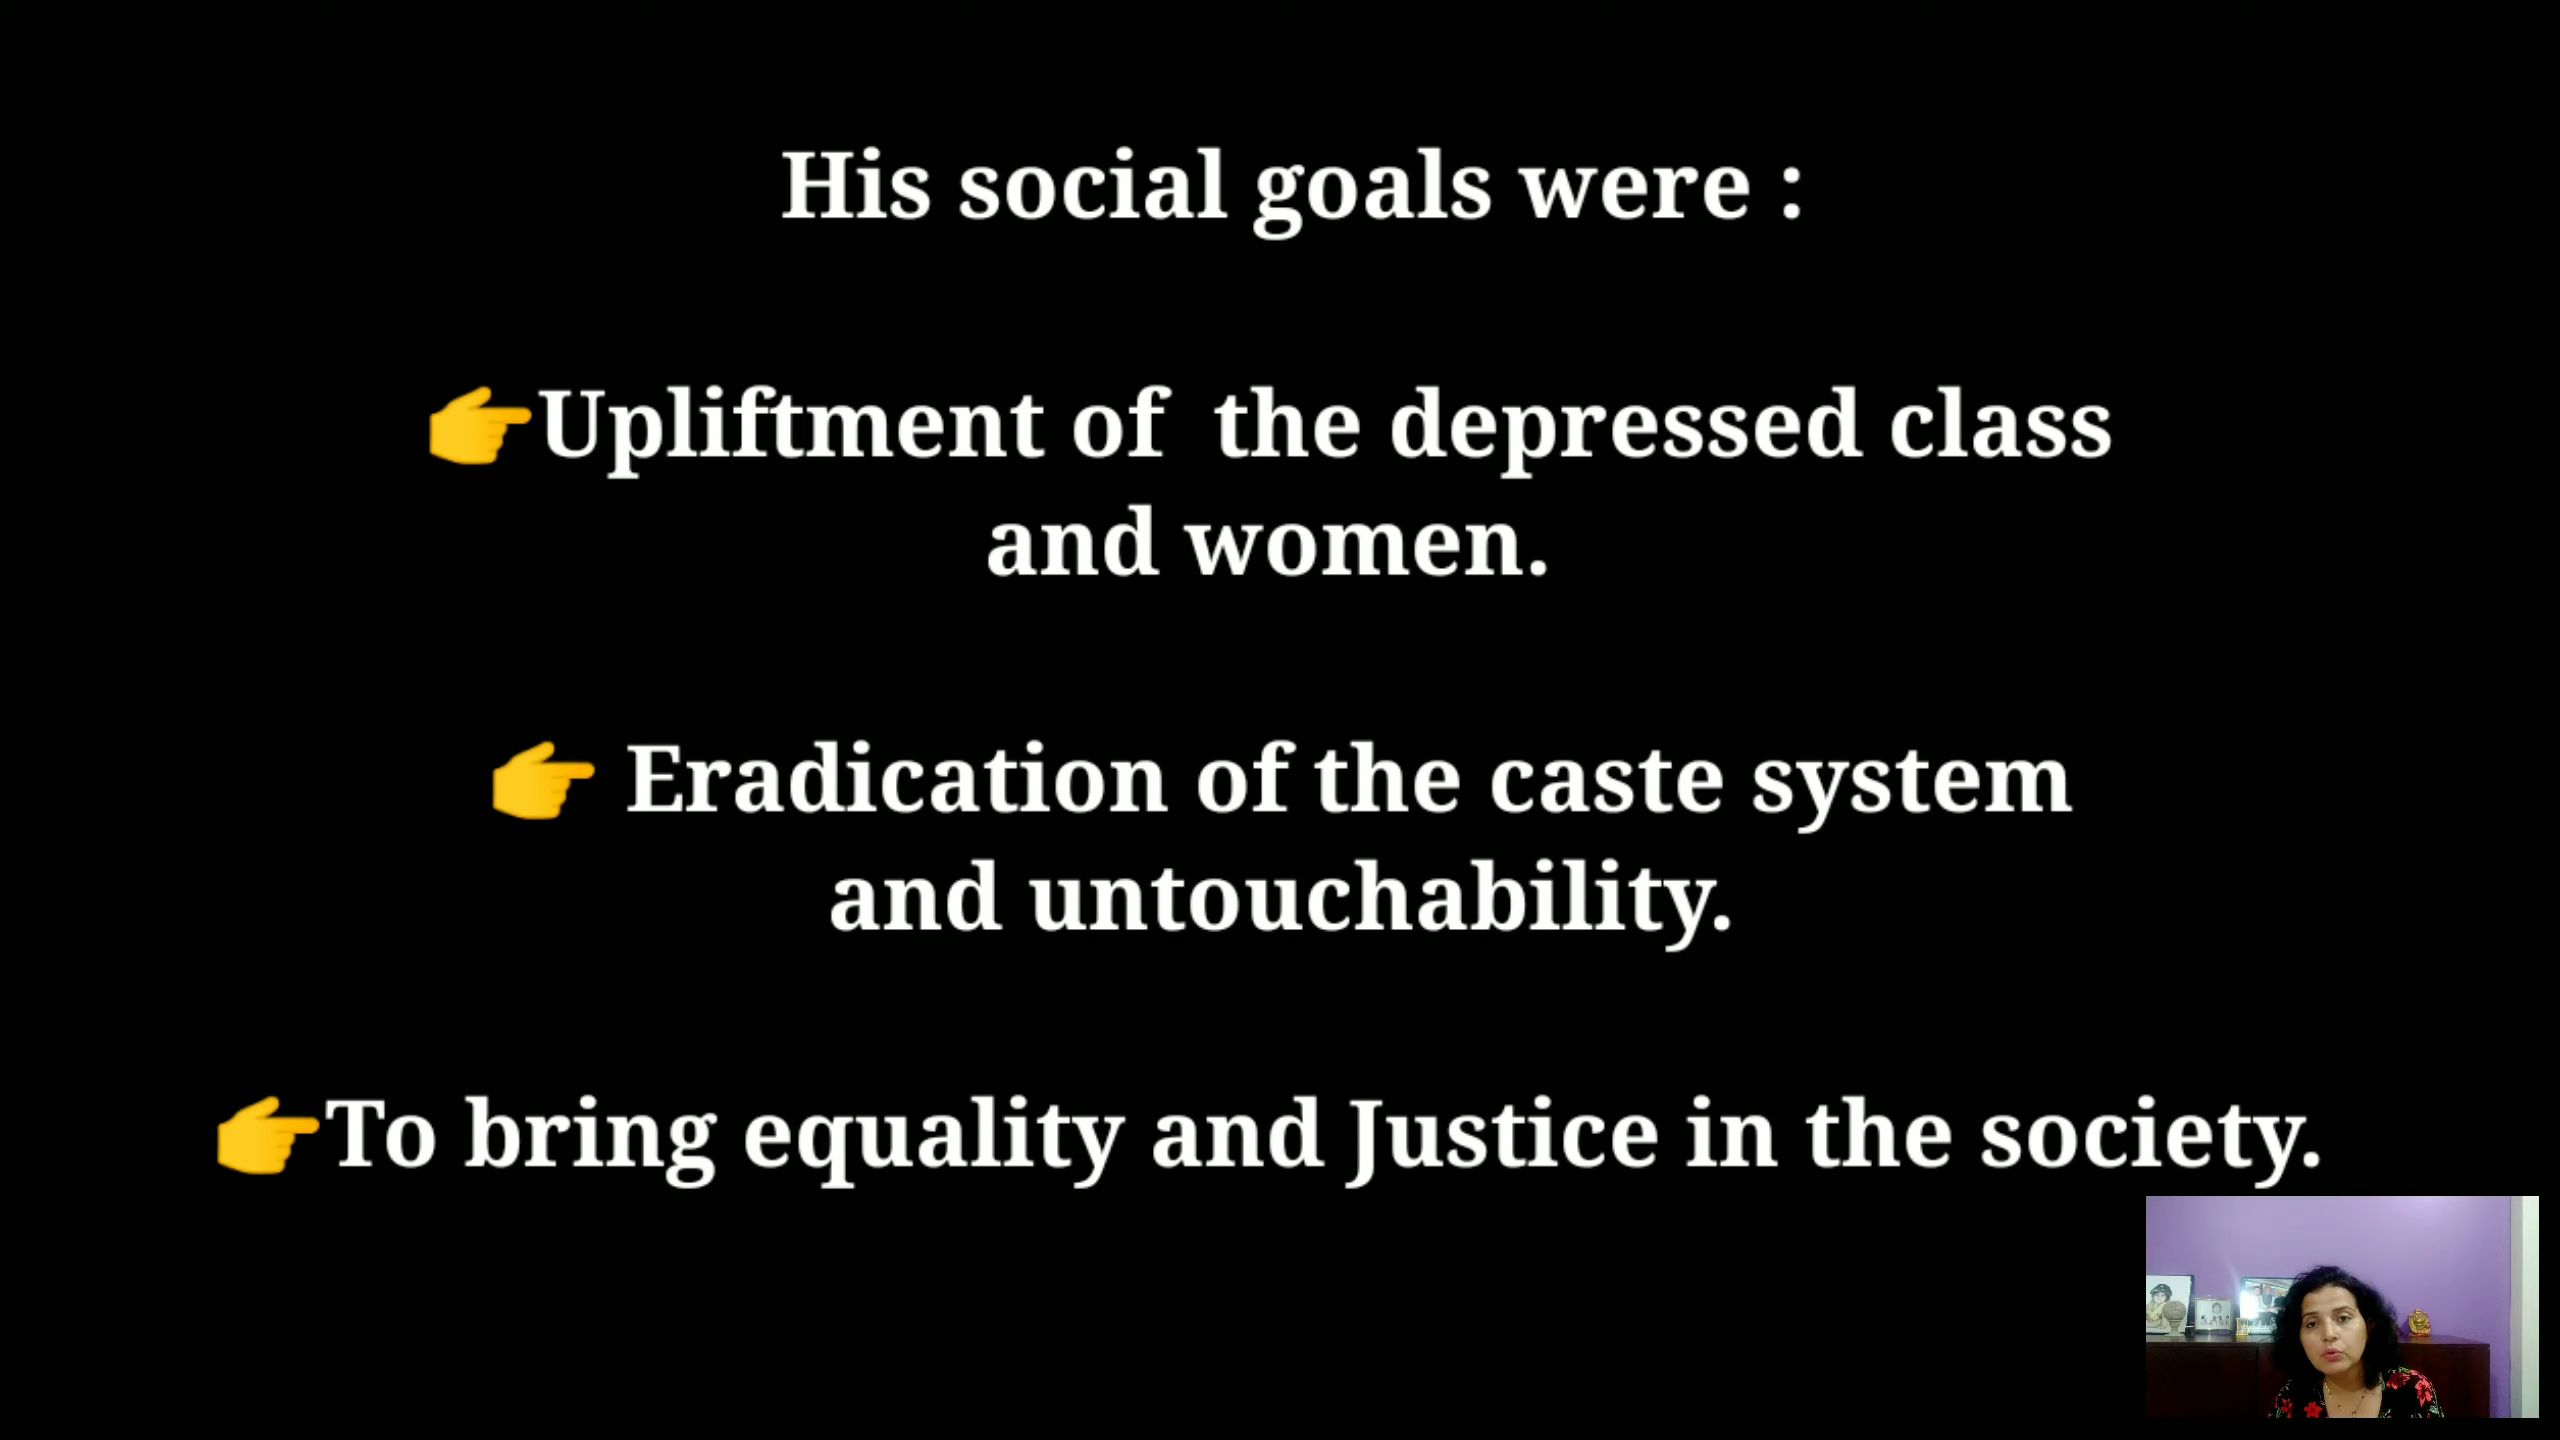 His social goals were :
👉Upliftment of the depressed class
and women.
👉 Eradication of the caste system
and untouchability.
👉To bring equality and Justice in the society.